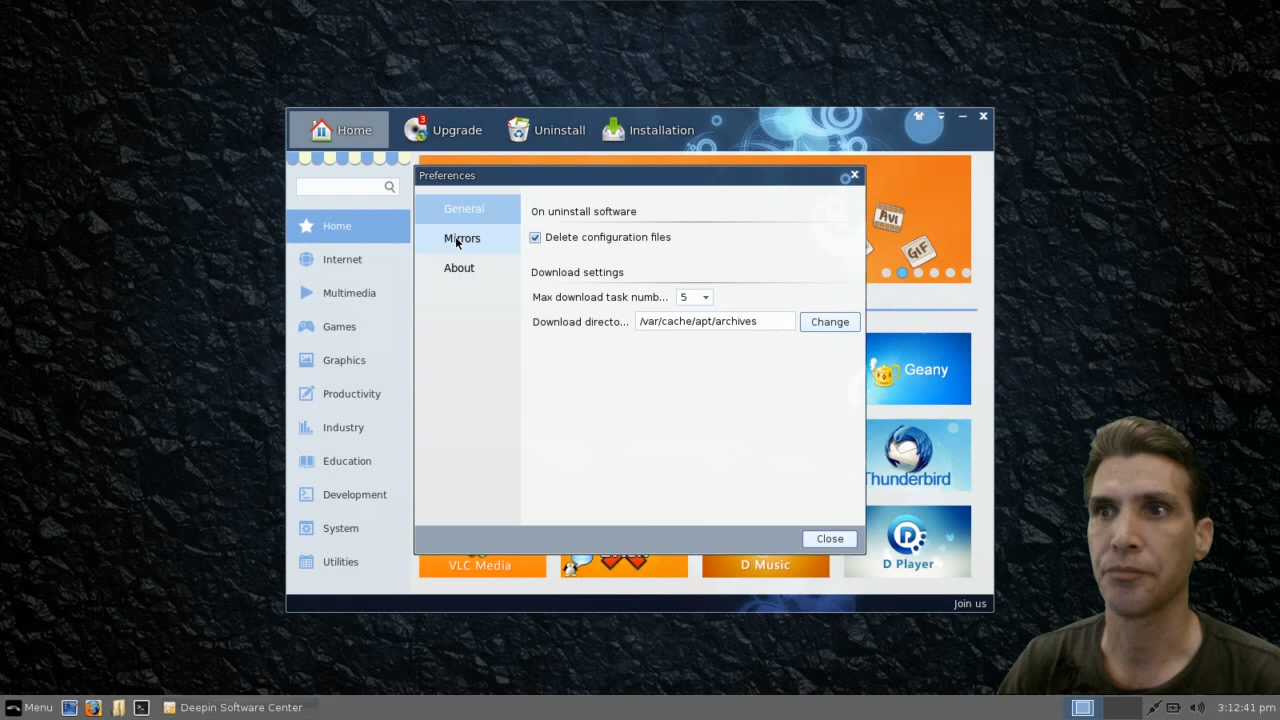 Home
3
Upgrade
Uninstall
Installation
Preferences
General
Mirrors
About
On uninstall software
Delete configuration files
Download settings
Max download task numb... 5
Download directo... /var/cache/apt/archives Change
Close
Home
Internet
Multimedia
Games
Graphics
Productivity
Industry
Education
Development
System
Utilities
AVI
GIF
Geany
Thunderbird
D Player
VLC Media
D Music
Join us
Menu
Deepin Software Center
3:12:41 pm